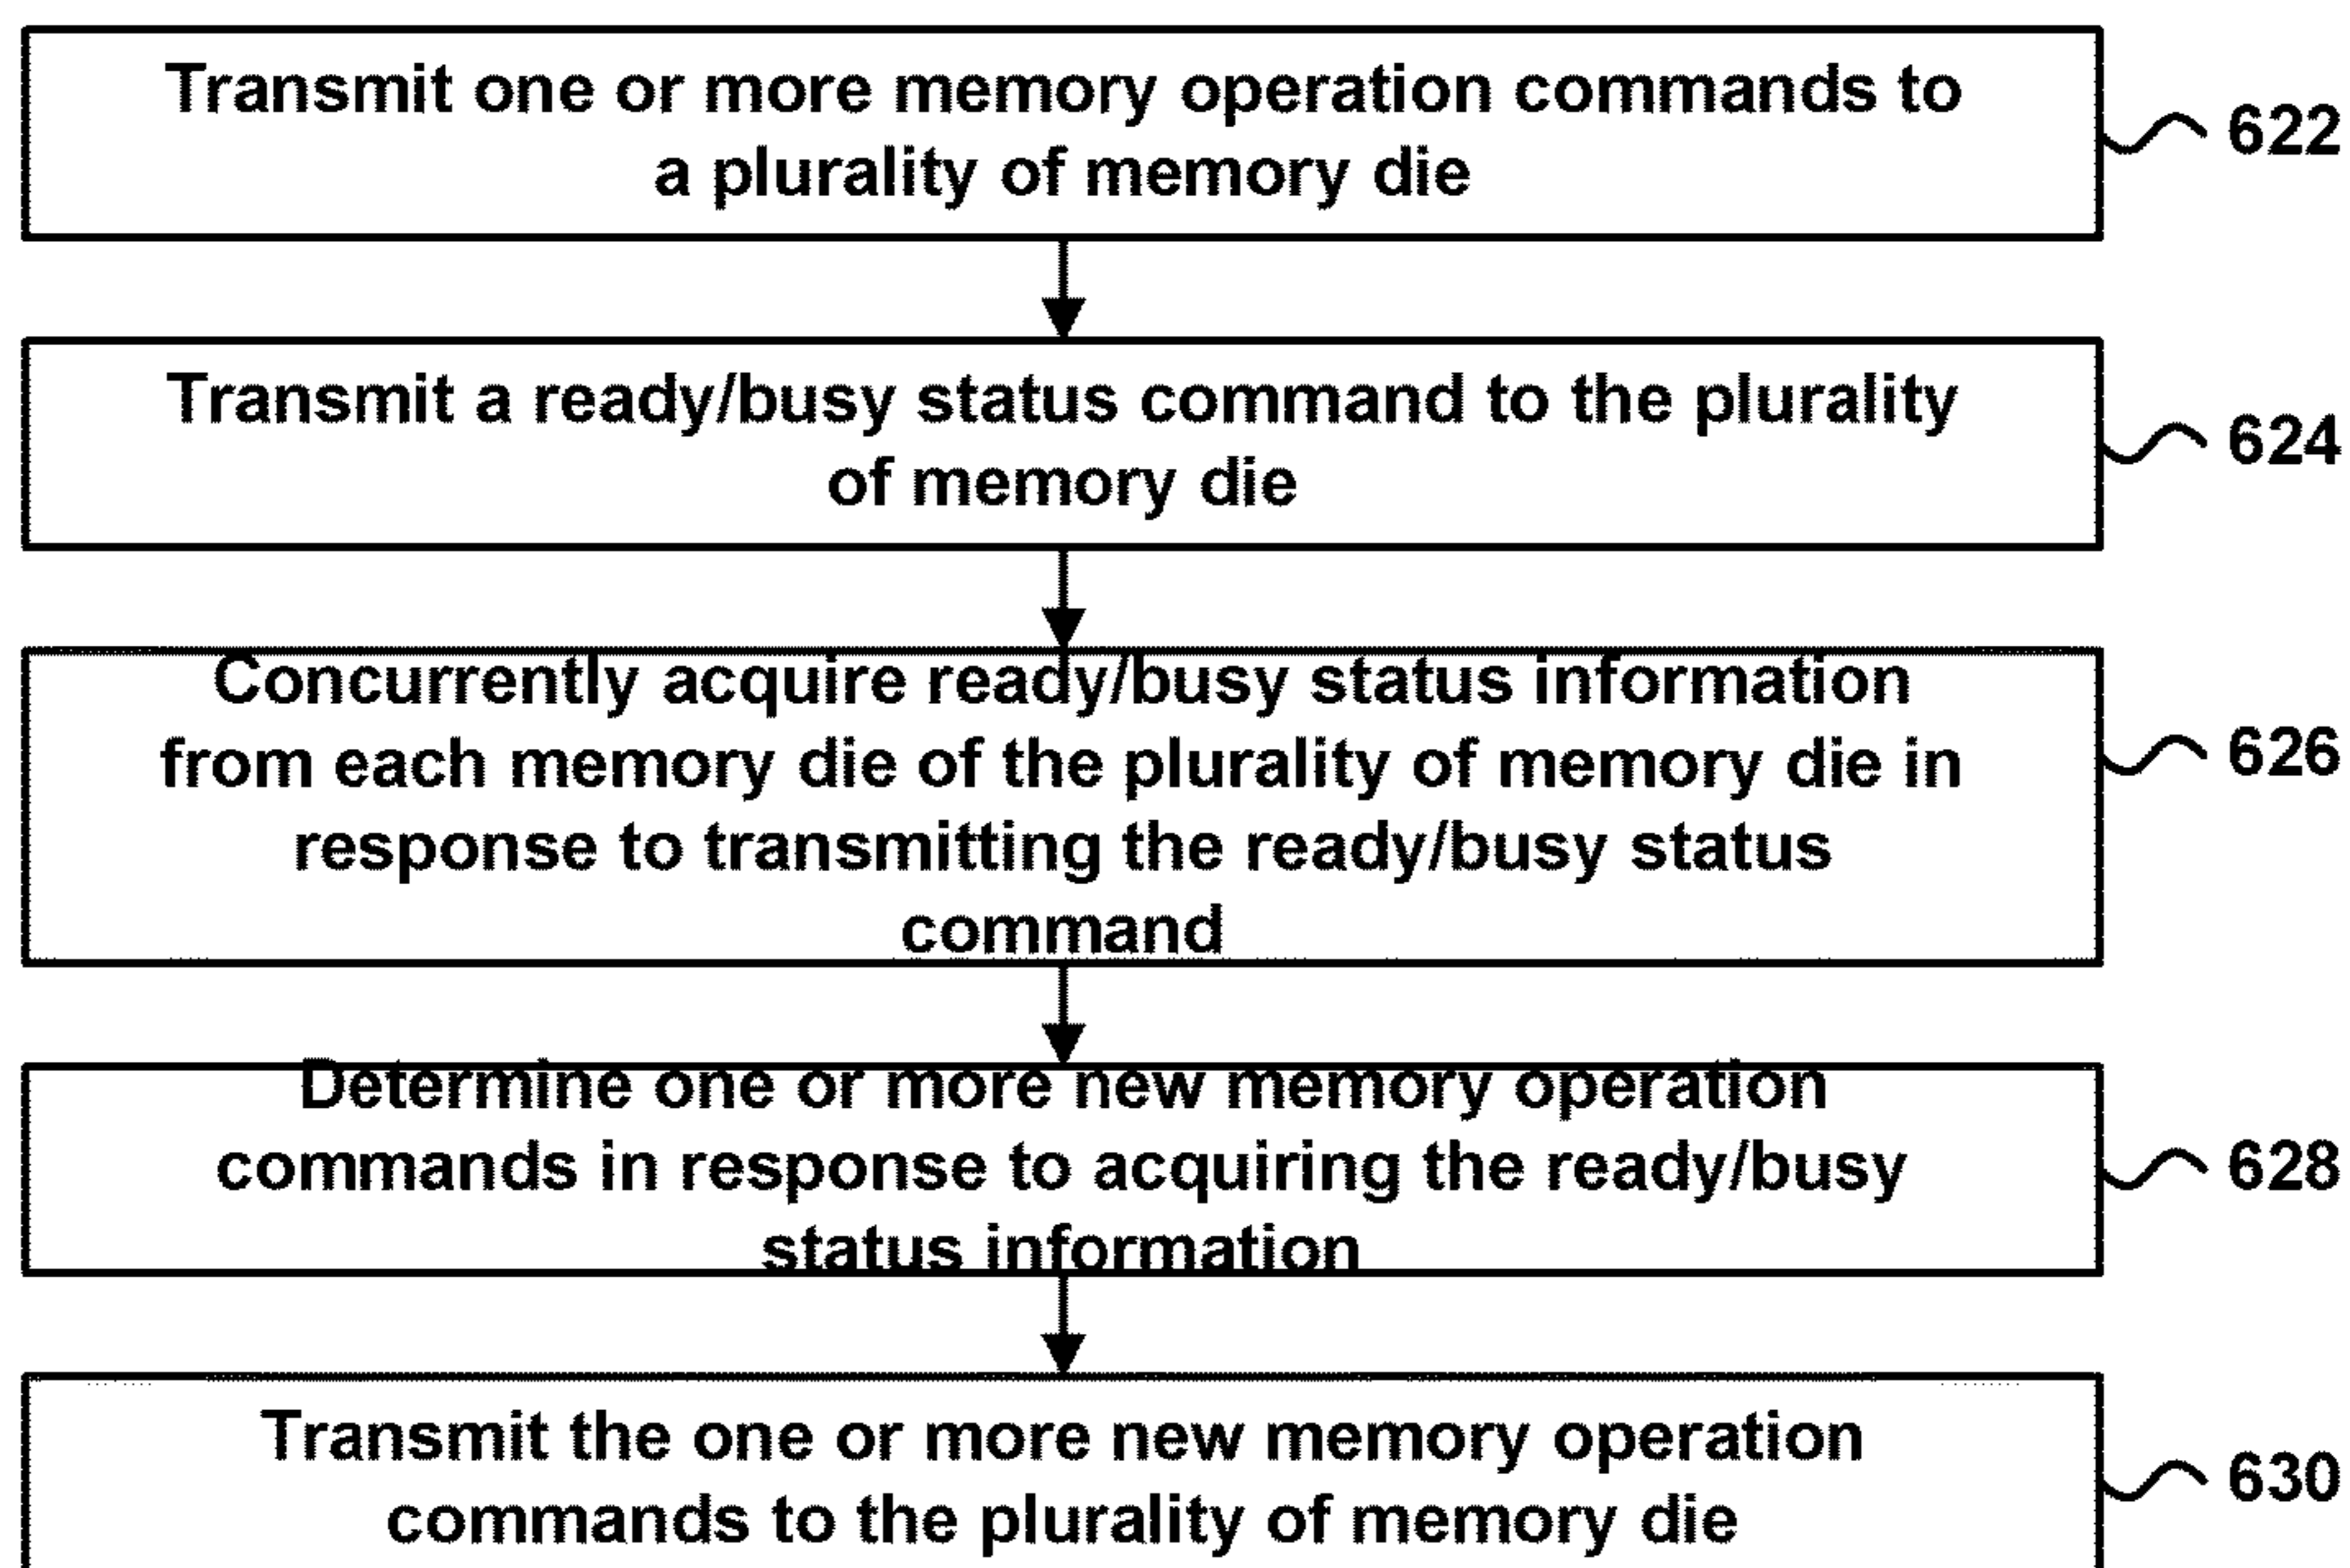 Transmit one or more memory operation commands to
a plurality of memory die
622
Transmit a ready/busy status command to the plurality
of memory die
624
Concurrently acquire ready/busy status information
from each memory die of the plurality of memory die in
response to transmitting the ready/busy status
command
626
Determine one or more new memory operation
commands in response to acquiring the ready/busy
status information
628
Transmit the one or more new memory operation
commands to the plurality of memory die
630